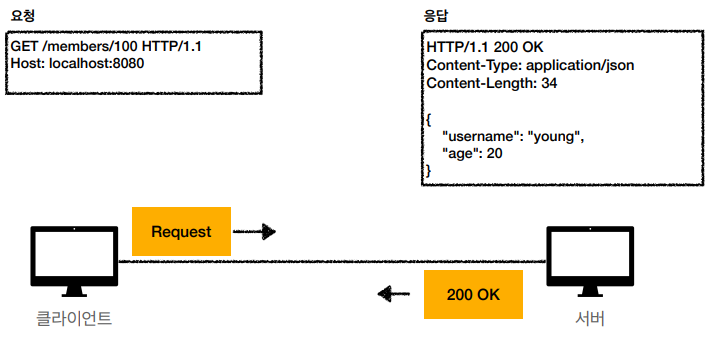 요청
GET /members/100 HTTP/1.1
Host: localhost:8080
응답
HTTP/1.1 200 OK
Content-Type: application/json
Content-Length: 34
{
"username": "young",
"age": 20
}
Request
200 OK
클라이언트
서버